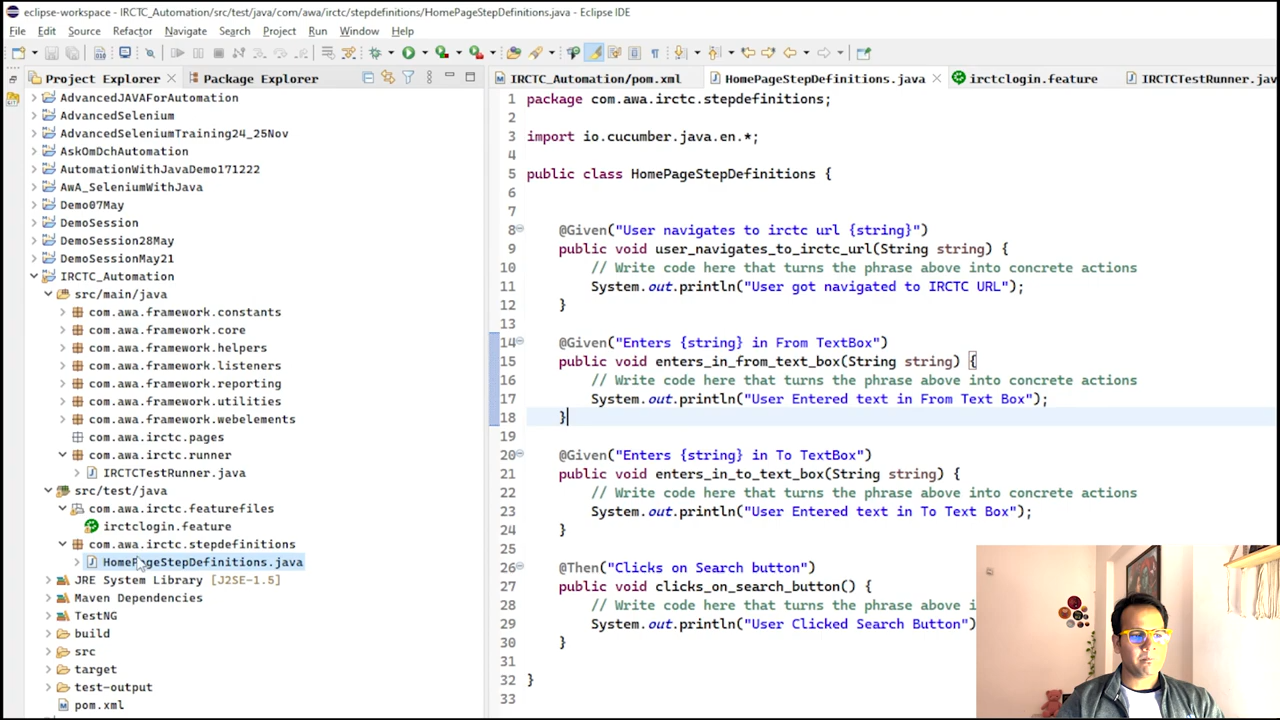 eclipse-workspace - IRCTC_Automation/src/test/java/com/awa/irctc/stepdefinitions/HomePageStepDefinitions.java - Eclipse IDE
File Edit Source Refactor Navigate Search Project Run Window Help
Project Explorer Package Explorer
IRCTC_Automation/pom.xml HomePageStepDefinitions.java irctclogin.feature IRCTCTestRunner.jav
AdvancedJAVAForAutomation
AdvancedSelenium
AdvancedSeleniumTraining24_25Nov
AskOmDchAutomation
AutomationWithJavaDemo171222
AwA_SeleniumWithJava
Demo07May
DemoSession
DemoSession28May
DemoSessionMay21
IRCTC_Automation
src/main/java
com.awa.framework.constants
com.awa.framework.core
com.awa.framework.helpers
com.awa.framework.listeners
com.awa.framework.reporting
com.awa.framework.utilities
com.awa.framework.webelements
com.awa.irctc.pages
com.awa.irctc.runner
IRCTCTestRunner.java
src/test/java
com.awa.irctc.featurefiles
irctclogin.feature
com.awa.irctc.stepdefinitions
HomePageStepDefinitions.java
JRE System Library [J2SE-1.5]
Maven Dependencies
TestNG
build
src
target
test-output
pom.xml
1 package com.awa.irctc.stepdefinitions;
2
3 import io.cucumber.java.en.*;
4
5 public class HomePageStepDefinitions {
6
7
8 @Given("User navigates to irctc url {string}")
9 public void user_navigates_to_irctc_url(String string) {
10 // Write code here that turns the phrase above into concrete actions
11 System.out.println("User got navigated to IRCTC URL");
12 }
13
14 @Given("Enters {string} in From TextBox")
15 public void enters_in_from_text_box(String string) {
16 // Write code here that turns the phrase above into concrete actions
17 System.out.println("User Entered text in From Text Box");
18 }
19
20 @Given("Enters {string} in To TextBox")
21 public void enters_in_to_text_box(String string) {
22 // Write code here that turns the phrase above into concrete actions
23 System.out.println("User Entered text in To Text Box");
24 }
25
26 @Then("Clicks on Search button")
27 public void clicks_on_search_button() {
28 // Write code here that turns the phrase above i
29 System.out.println("User Clicked Search Button")
30 }
31
32 }
33